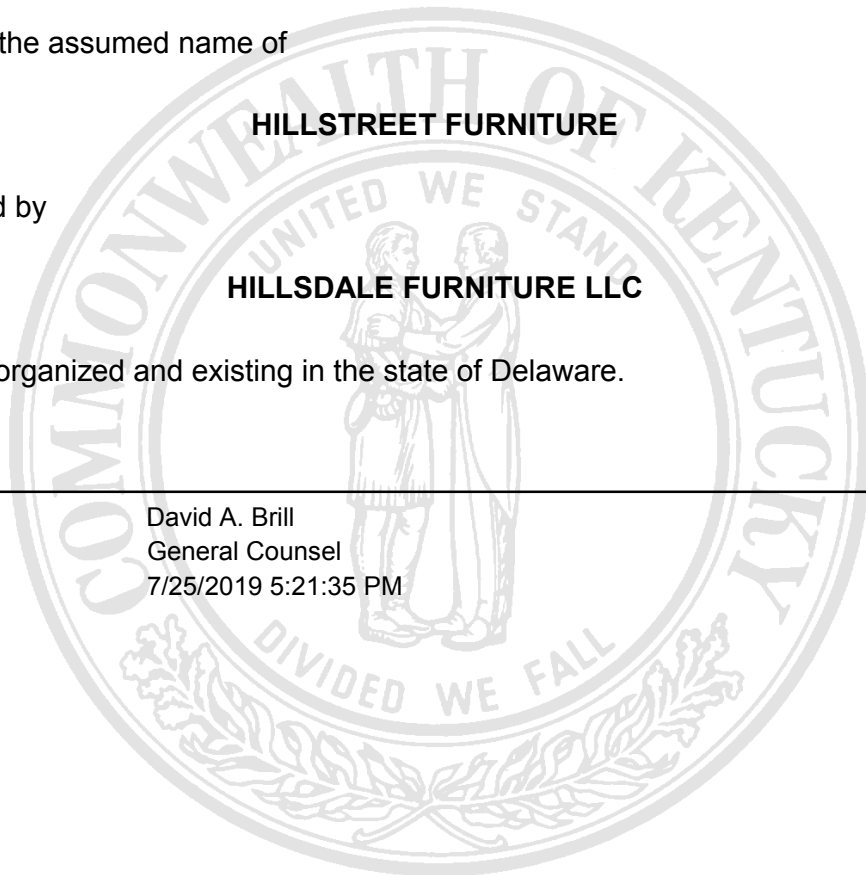 the assumed name of
HILLSTREET FURNITURE
d by
HILLSDALE FURNITURE LLC
organized and existing in the state of Delaware.
David A. Brill
General Counsel
7/25/2019 5:21:35 PM
COMMONWEALTH OF KENTUCKY
UNITED WE STAND
DIVIDED WE FALL